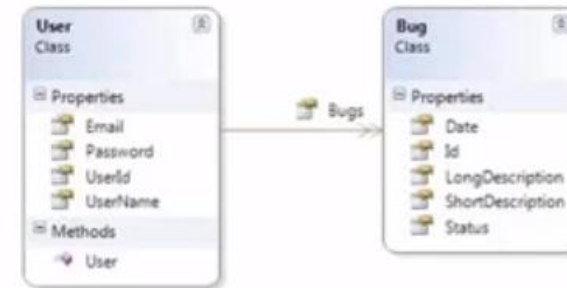 User
Class
Properties
Email
Password
UserId
UserName
Methods
User
Bugs
Bug
Class
Properties
Date
Id
LongDescription
ShortDescription
Status